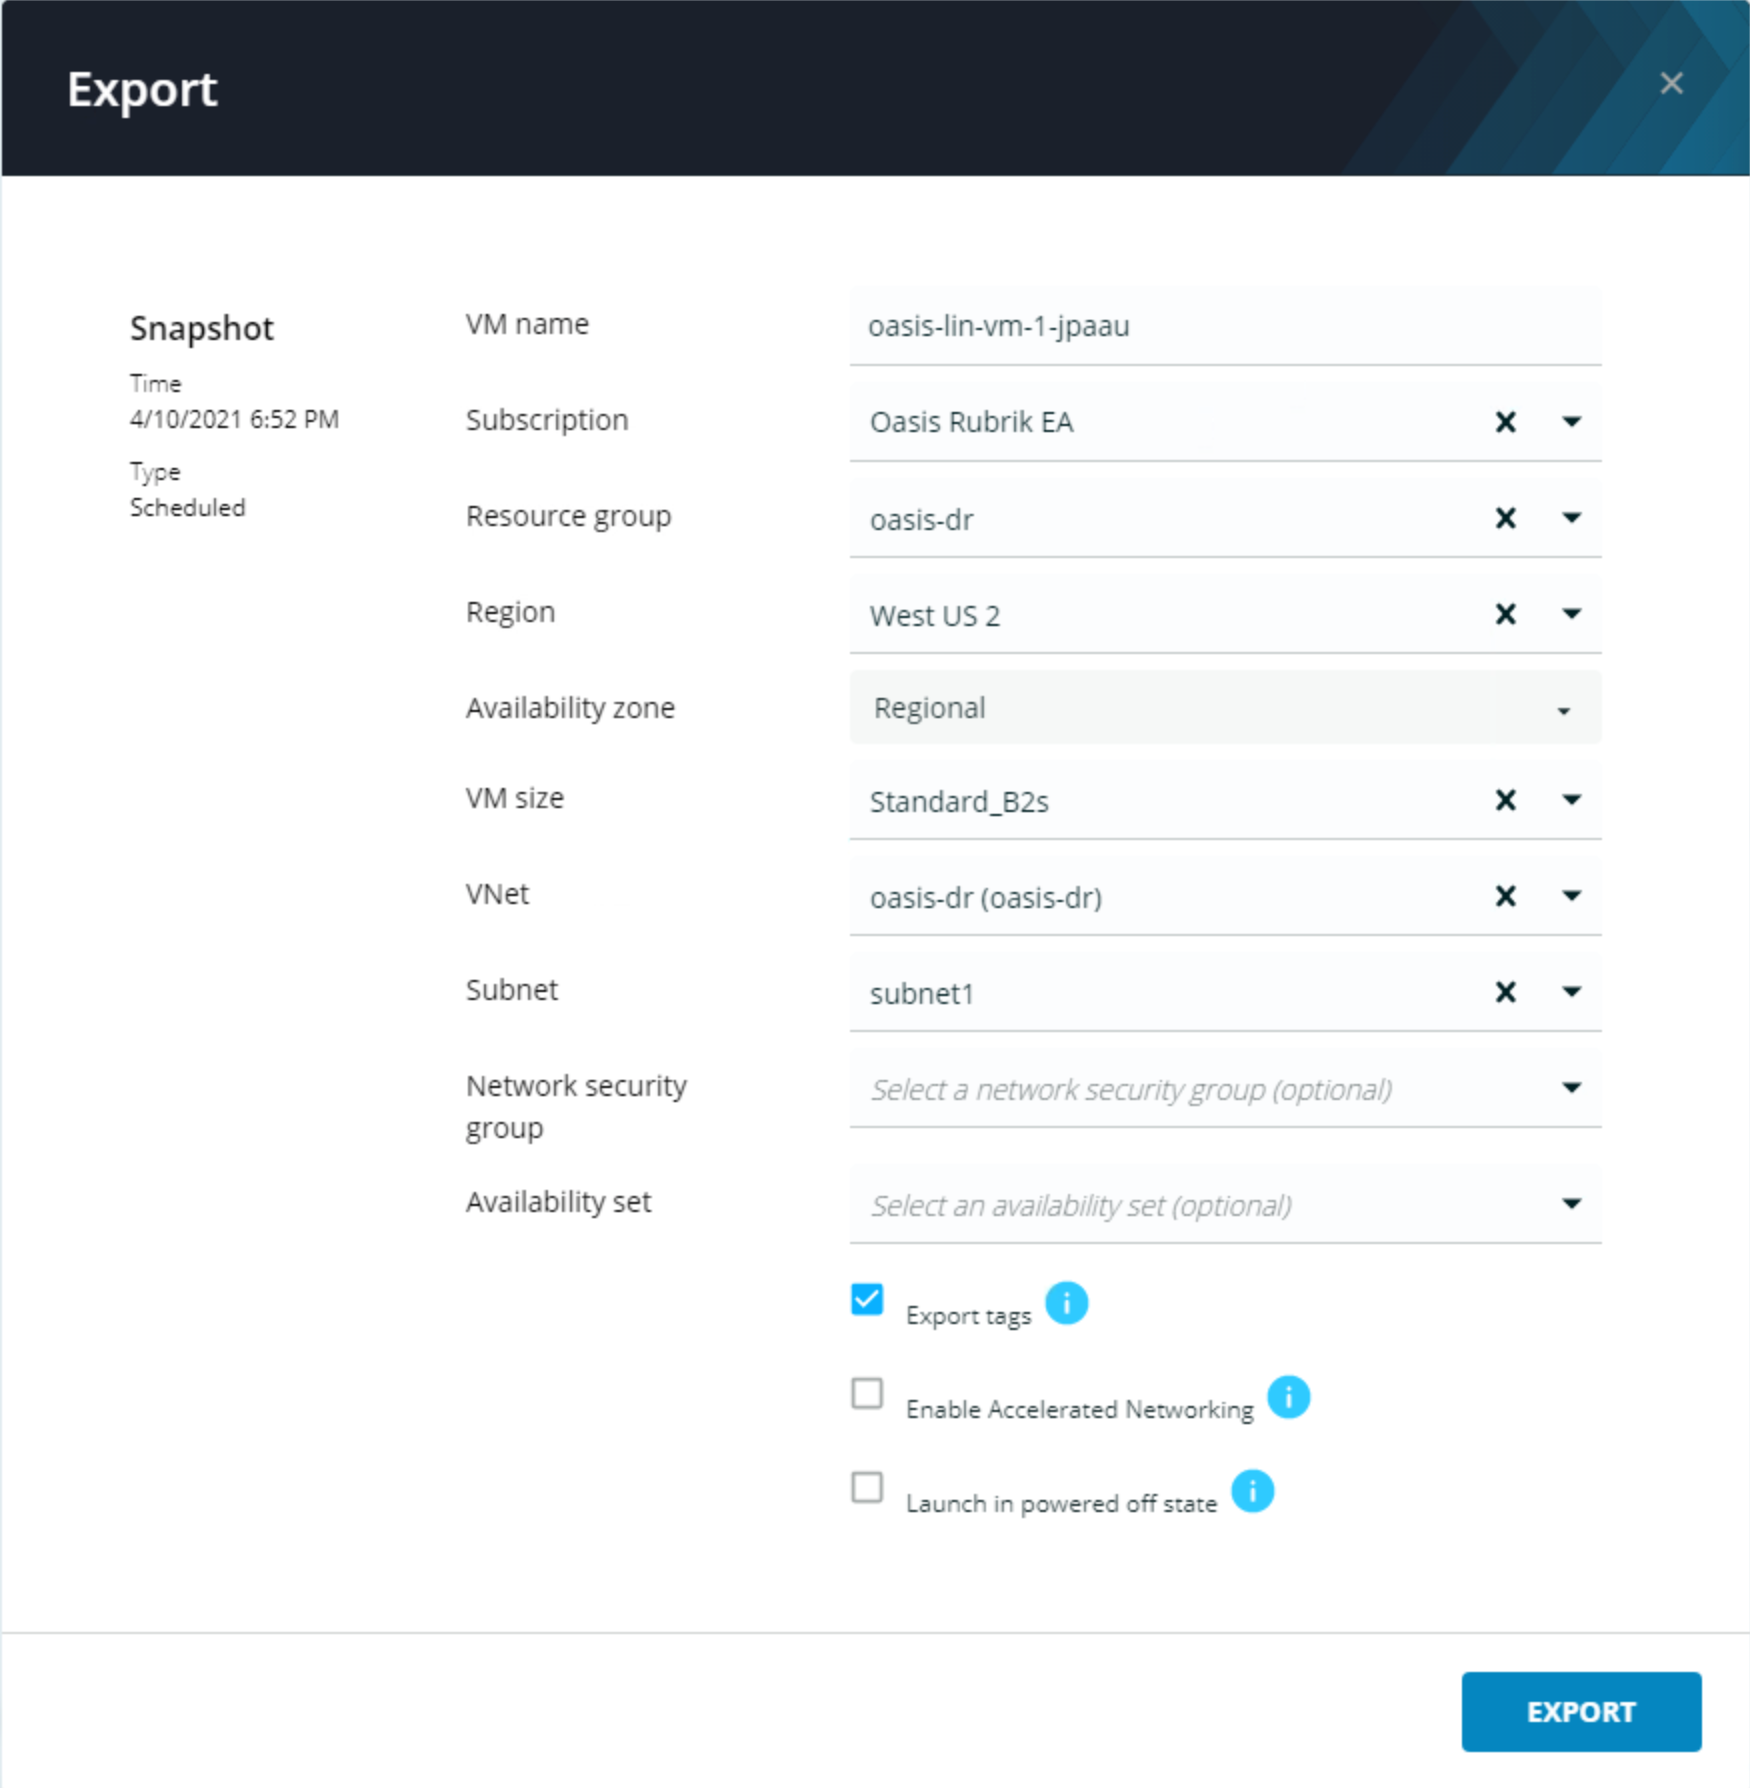 Export
Snapshot
Time
4/10/2021 6:52 PM
Type
Scheduled
VM name
oasis-lin-vm-1-jpaau
Subscription
Oasis Rubrik EA
Resource group
oasis-dr
Region
West US 2
Availability zone
Regional
VM size
Standard_B2s
VNet
oasis-dr (oasis-dr)
Subnet
subnet1
Network security
group
Select a network security group (optional)
Availability set
Select an availability set (optional)
Export tags
Enable Accelerated Networking
Launch in powered off state
EXPORT